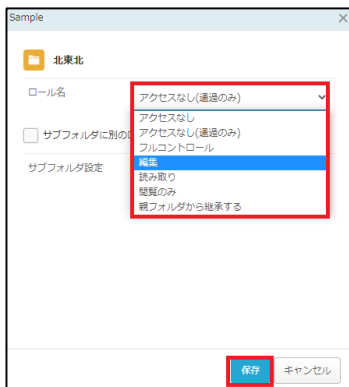 Sample
北東北
ロール名
アクセスなし(通過のみ)
アクセスなし
アクセスなし(通過のみ)
フルコントロール
サブフォルダに別の
編集
読み取り
サブフォルダ設定
閲覧のみ
親フォルダから継承する
保存 キャンセル